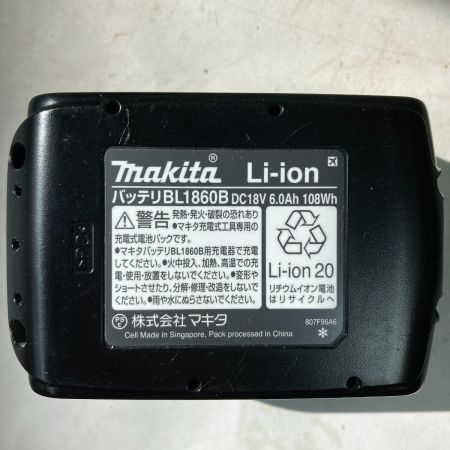 makita® Li-ion
バッテリBL1860B DC18V 6.0Ah 108Wh
警告 発熱・発火・破裂の恐れあり
●マキタ充電式工具専用の
充電式電池パックです。
●マキタバッテリBL1860B用充電器で充電
してください。●火中投入、加熱、高温での充
電・使用・放置をしないでください。●変形や
ショートさせたり、分解・修理・改造をしないで
ください。●雨や水にぬらさないでください。
Li-ion 20
リチウムイオン電池
はリサイクルへ
PSE 株式会社マキタ
807F96A6
Cell Made in Singapore, Pack processed in China